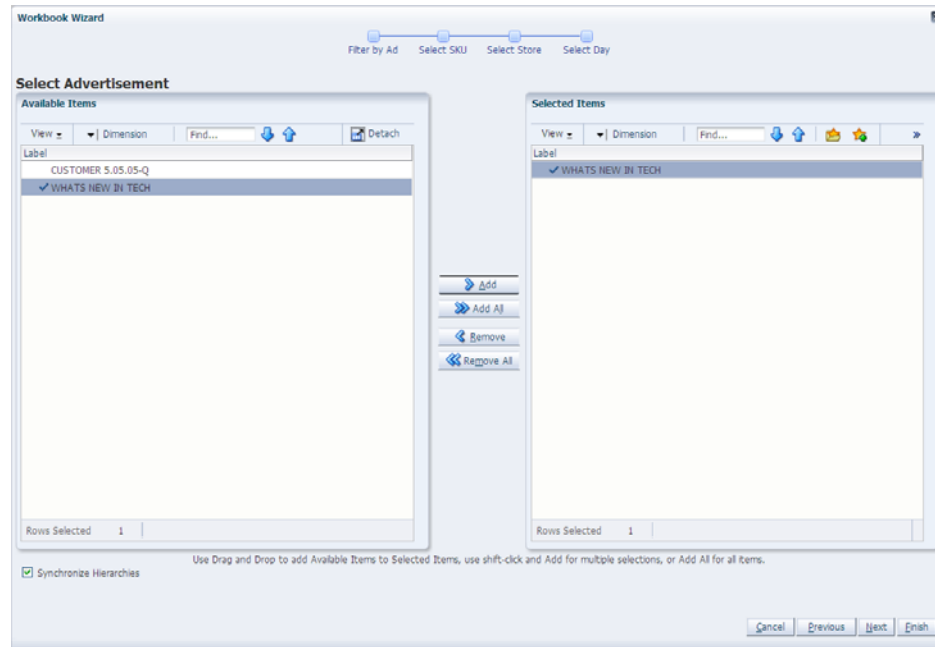 Workbook Wizard
Filter by Ad Select SKU Select Store Select Day
Select Advertisement
Available Items
View Dimension Find... Detach
Label
CUSTOMER 5.05.05-Q
WHATS NEW IN TECH
Rows Selected 1
Add
Add All
Remove
Remove All
Selected Items
View Dimension Find... »
Label
WHATS NEW IN TECH
Rows Selected 1
Use Drag and Drop to add Available Items to Selected Items, use shift-click and Add for multiple selections, or Add All for all items.
Synchronize Hierarchies
Cancel Previous Next Finish